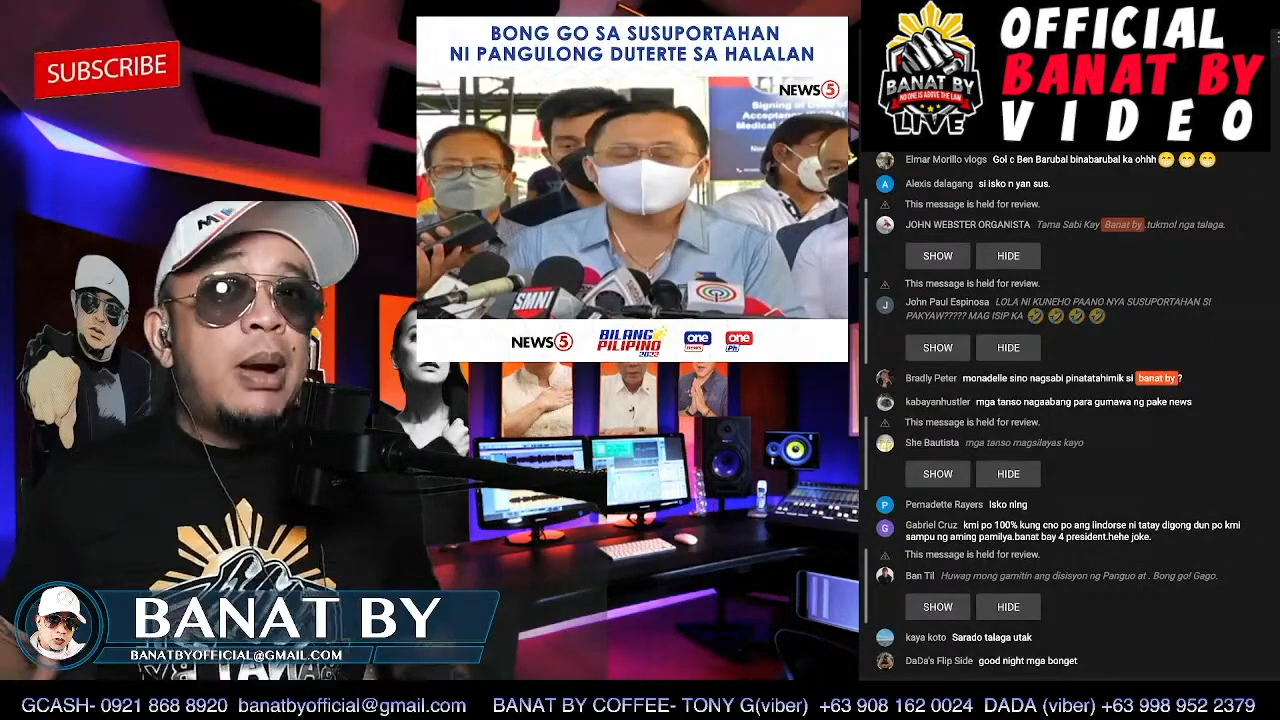 SUBSCRIBE
BONG GO SA SUSUPORTAHAN
NI PANGULONG DUTERTE SA HALALAN
NEWS5
Signing of Deed of
Acceptance
Medical
SMNI
NEWS5
BILANG
PILIPINO
2022
one
news
one
Ph
BANAT BY
NO ONE IS ABOVE THE LAW
LIVE
OFFICIAL
BANAT BY
VIDEO
Elmar Morillo vlogs Gol c Ben Barubal binabarubal ka ohhh😁😁😁
A
Alexis dalagang si isko n yan sus.
This message is held for review.
JOHN WEBSTER ORGANISTA Tama Sabi Kay Banat by .tukmol nga talaga.
SHOW HIDE
This message is held for review.
J
John Paul Espinosa LOLA NI KUNEHO PAANO NYA SUSUPORTAHAN SI
PAKYAW????? MAG ISIP KA 🤣🤣🤣🤣
SHOW HIDE
Bradly Peter monadelle sino nagsabi pinatatahimik si banat by ?
kabayanhustler mga tanso nagaabang para gumawa ng pake news
This message is held for review.
She Bautista mga tanso magsilayas kayo
SHOW HIDE
P
Pernadette Rayers Isko nIng
G
Gabriel Cruz kmi po 100% kung cno po ang Iindorse ni tatay digong dun po kmi
sampu ng aming pamilya.banat bay 4 president.hehe joke.
This message is held for review.
Ban Til Huwag mong gamitin ang disisyon ng Panguo at . Bong go! Gago.
SHOW HIDE
kaya koto Sarado talaga utak
DaDa's Flip Side good night mga bonget
BANAT BY
BANATBYOFFICIAL@GMAIL.COM
GCASH- 0921 868 8920 banatbyofficial@gmail.com BANAT BY COFFEE- TONY G(viber) +63 908 162 0024 DADA (viber) +63 998 952 2379